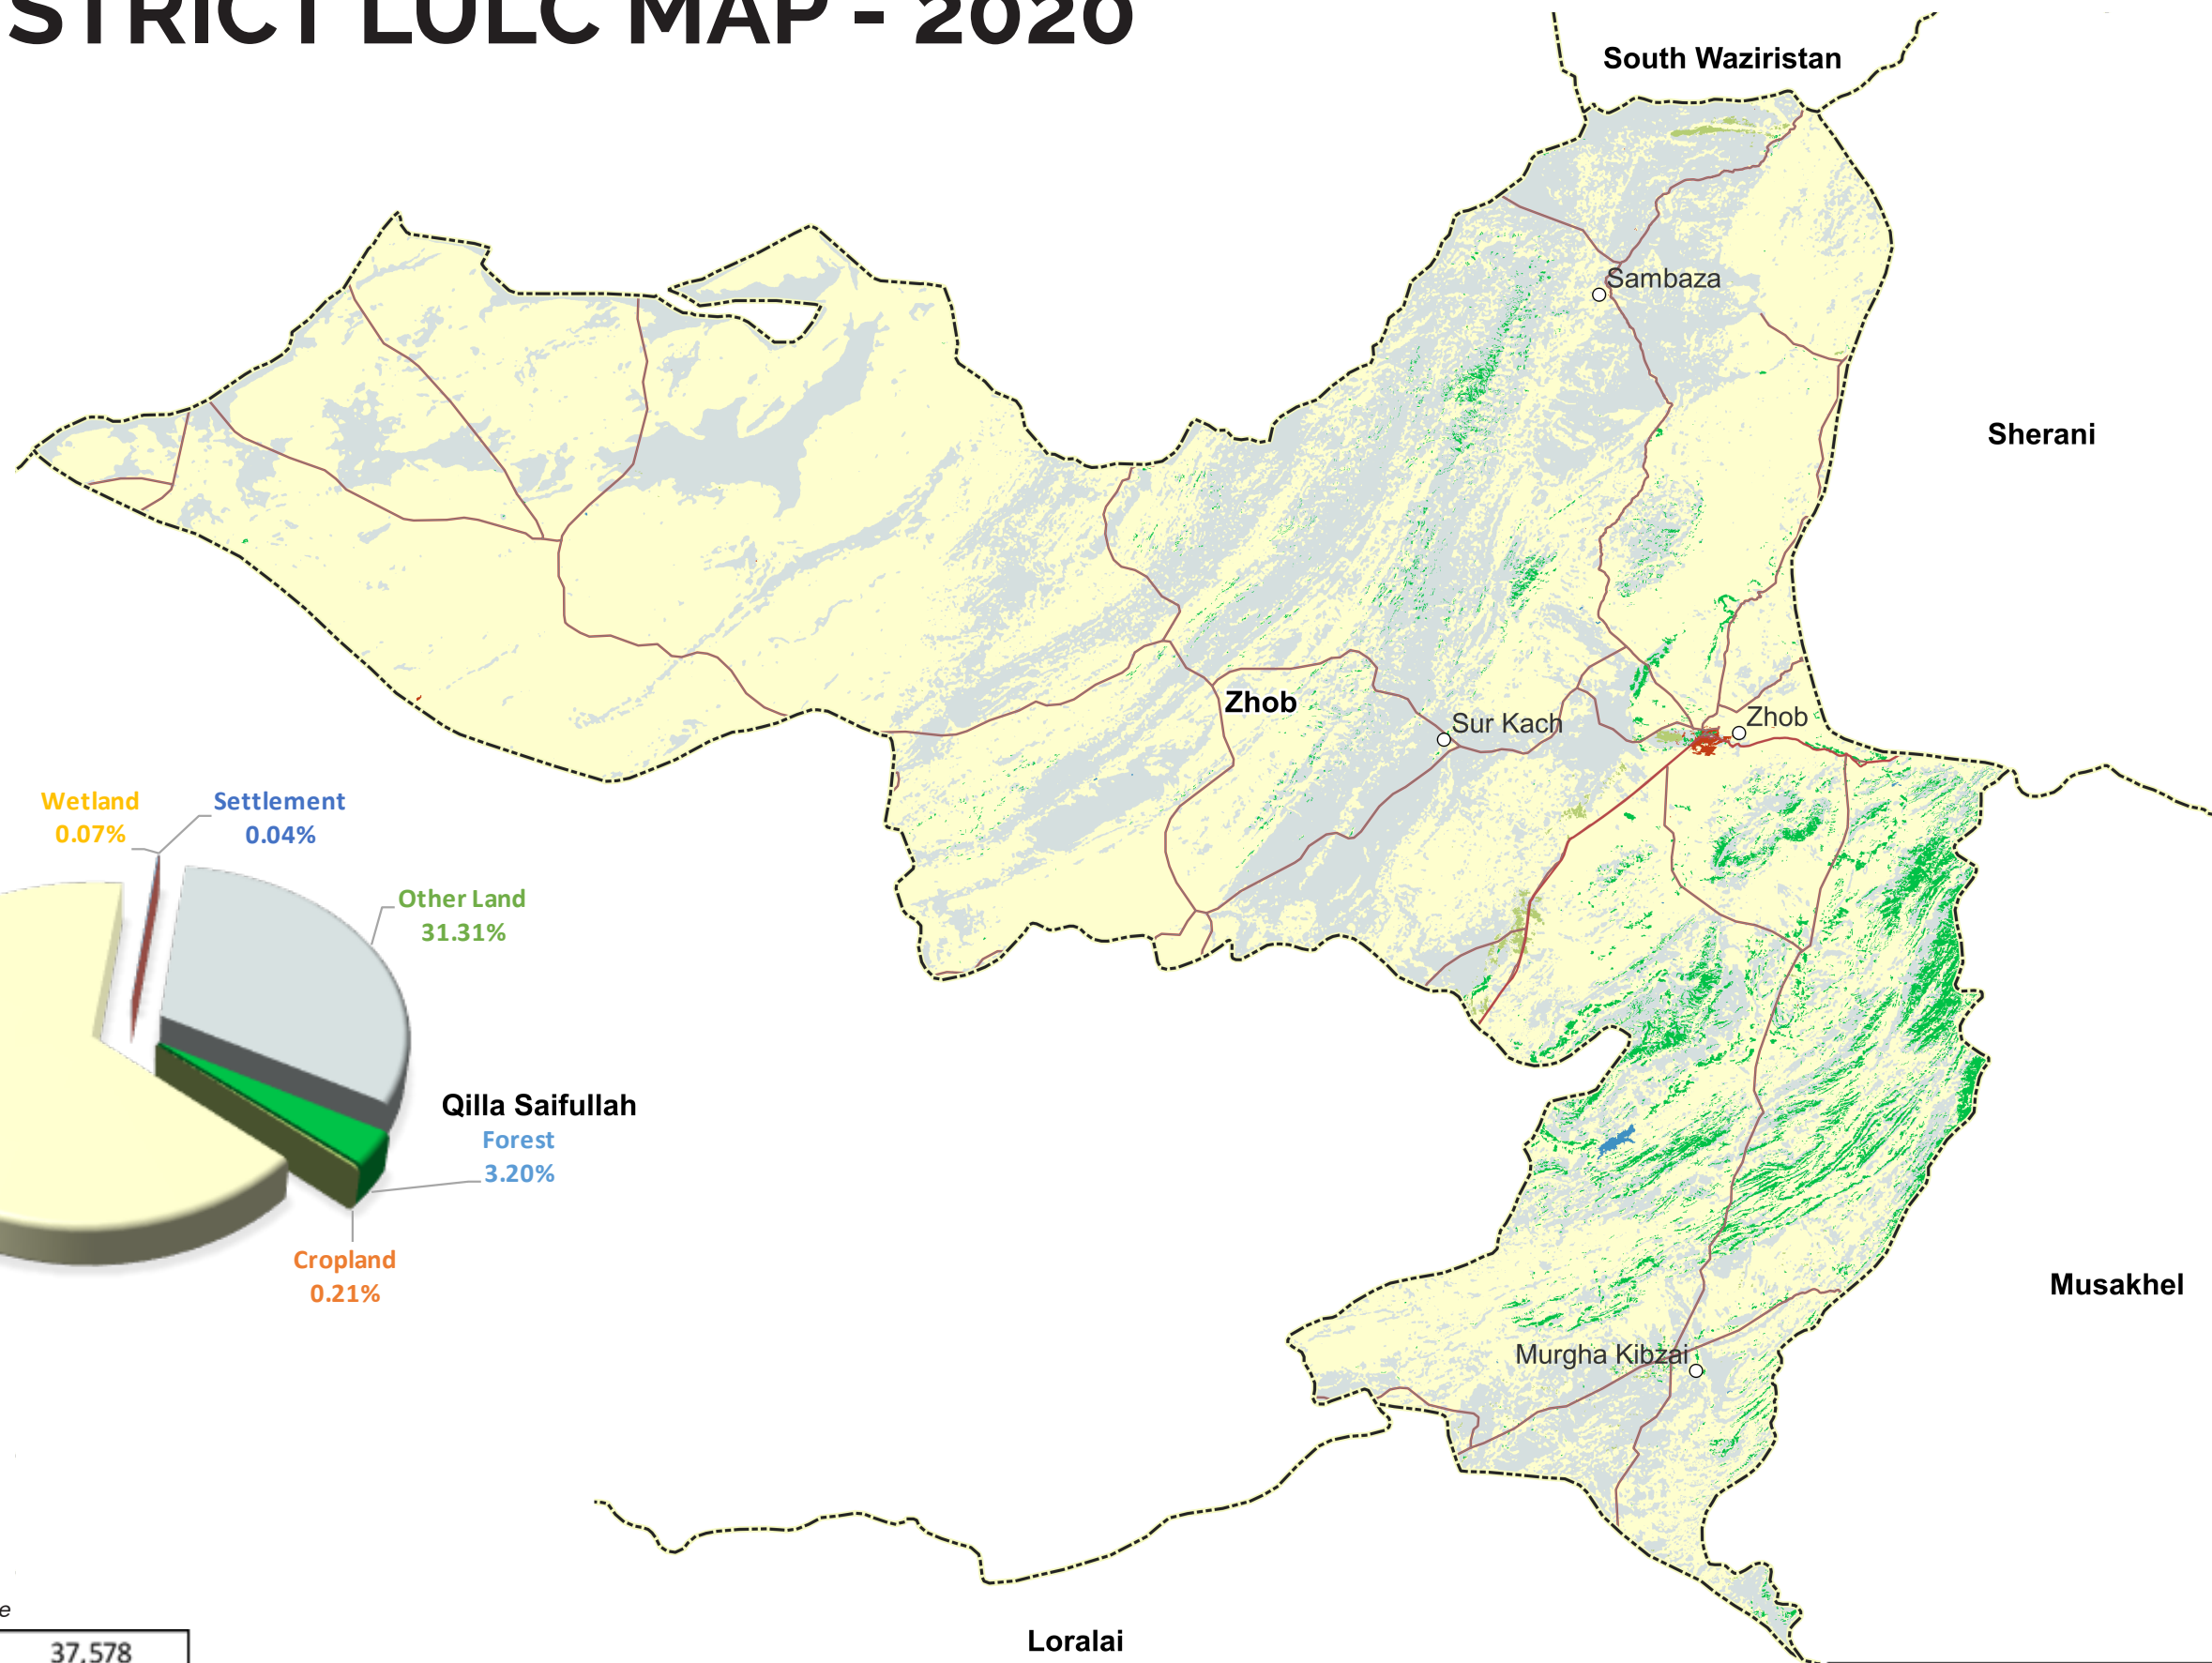 STRICT LULC MAP - 2020
South Waziristan
Sambaza
Sherani
Zhob
Sur Kach
Zhob
Wetland
0.07%
Settlement
0.04%
Other Land
31.31%
Qilla Saifullah
Forest
3.20%
Cropland
0.21%
Musakhel
Murgha Kibzai
e
37,578
Loralai